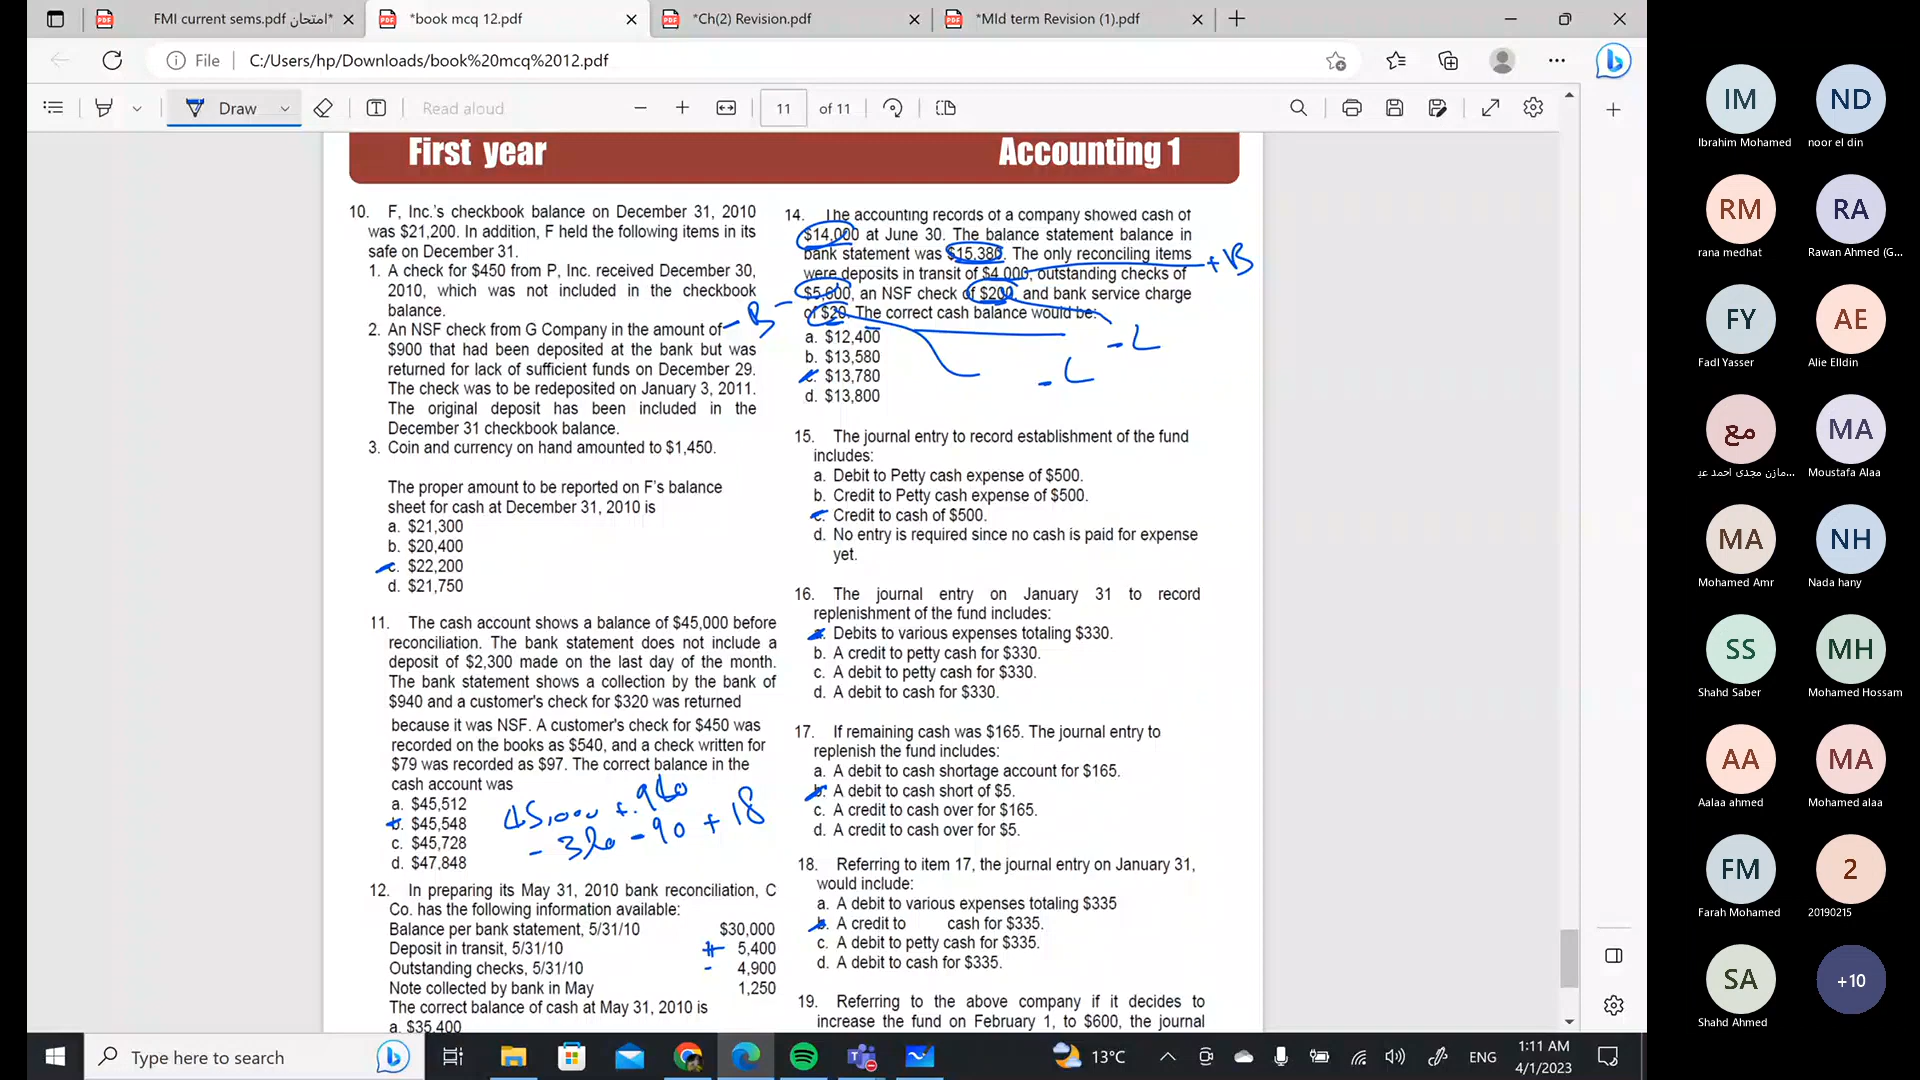 FMI current sems.pdf امتحان*
*book mcq 12.pdf
*Ch(2) Revision.pdf
*MId term Revision (1).pdf
File
C:/Users/hp/Downloads/book%20mcq%2012.pdf
Draw
Read aloud
11
of 11
First year
Accounting 1
10. F, Inc.'s checkbook balance on December 31, 2010
was $21,200. In addition, F held the following items in its
safe on December 31.
1. A check for $450 from P, Inc. received December 30,
2010, which was not included in the checkbook
balance.
2. An NSF check from G Company in the amount of
$900 that had been deposited at the bank but was
returned for lack of sufficient funds on December 29.
The check was to be redeposited on January 3, 2011.
The original deposit has been included in the
December 31 checkbook balance.
3. Coin and currency on hand amounted to $1,450.
The proper amount to be reported on F's balance
sheet for cash at December 31, 2010 is
a. $21,300
b. $20,400
c. $22,200
d. $21,750
11. The cash account shows a balance of $45,000 before
reconciliation. The bank statement does not include a
deposit of $2,300 made on the last day of the month.
The bank statement shows a collection by the bank of
$940 and a customer's check for $320 was returned
because it was NSF. A customer's check for $450 was
recorded on the books as $540, and a check written for
$79 was recorded as $97. The correct balance in the
cash account was
a. $45,512
b. $45,548
c. $45,728
d. $47,848
45,000 + 940
- 320 - 90 + 18
12. In preparing its May 31, 2010 bank reconciliation, C
Co. has the following information available:
Balance per bank statement, 5/31/10 $30,000
Deposit in transit, 5/31/10 + 5,400
Outstanding checks, 5/31/10 - 4,900
Note collected by bank in May 1,250
The correct balance of cash at May 31, 2010 is
a. $35,400
14. The accounting records of a company showed cash of
$14,000 at June 30. The balance statement balance in
bank statement was $15,380. The only reconciling items
were deposits in transit of $4,000, outstanding checks of
$5,600, an NSF check of $200, and bank service charge
of $20. The correct cash balance would be:
+ B
- B
- L
- L
a. $12,400
b. $13,580
c. $13,780
d. $13,800
15. The journal entry to record establishment of the fund
includes:
a. Debit to Petty cash expense of $500.
b. Credit to Petty cash expense of $500.
c. Credit to cash of $500.
d. No entry is required since no cash is paid for expense
yet.
16. The journal entry on January 31 to record
replenishment of the fund includes:
a. Debits to various expenses totaling $330.
b. A credit to petty cash for $330.
c. A debit to petty cash for $330.
d. A debit to cash for $330.
17. If remaining cash was $165. The journal entry to
replenish the fund includes:
a. A debit to cash shortage account for $165.
b. A debit to cash short of $5.
c. A credit to cash over for $165.
d. A credit to cash over for $5.
18. Referring to item 17, the journal entry on January 31,
would include:
a. A debit to various expenses totaling $335
b. A credit to cash for $335.
c. A debit to petty cash for $335.
d. A debit to cash for $335.
19. Referring to the above company if it decides to
increase the fund on February 1, to $600, the journal
IM
Ibrahim Mohamed
ND
noor el din
RM
rana medhat
RA
Rawan Ahmed (G...
FY
Fadl Yasser
AE
Alie Elldin
مع
مازن مجدى احمد عبـ...
MA
Moustafa Alaa
MA
Mohamed Amr
NH
Nada hany
SS
Shahd Saber
MH
Mohamed Hossam
AA
Aalaa ahmed
MA
Mohamed alaa
FM
Farah Mohamed
2
20190215
SA
Shahd Ahmed
+10
Type here to search
13°C
ENG
1:11 AM
4/1/2023